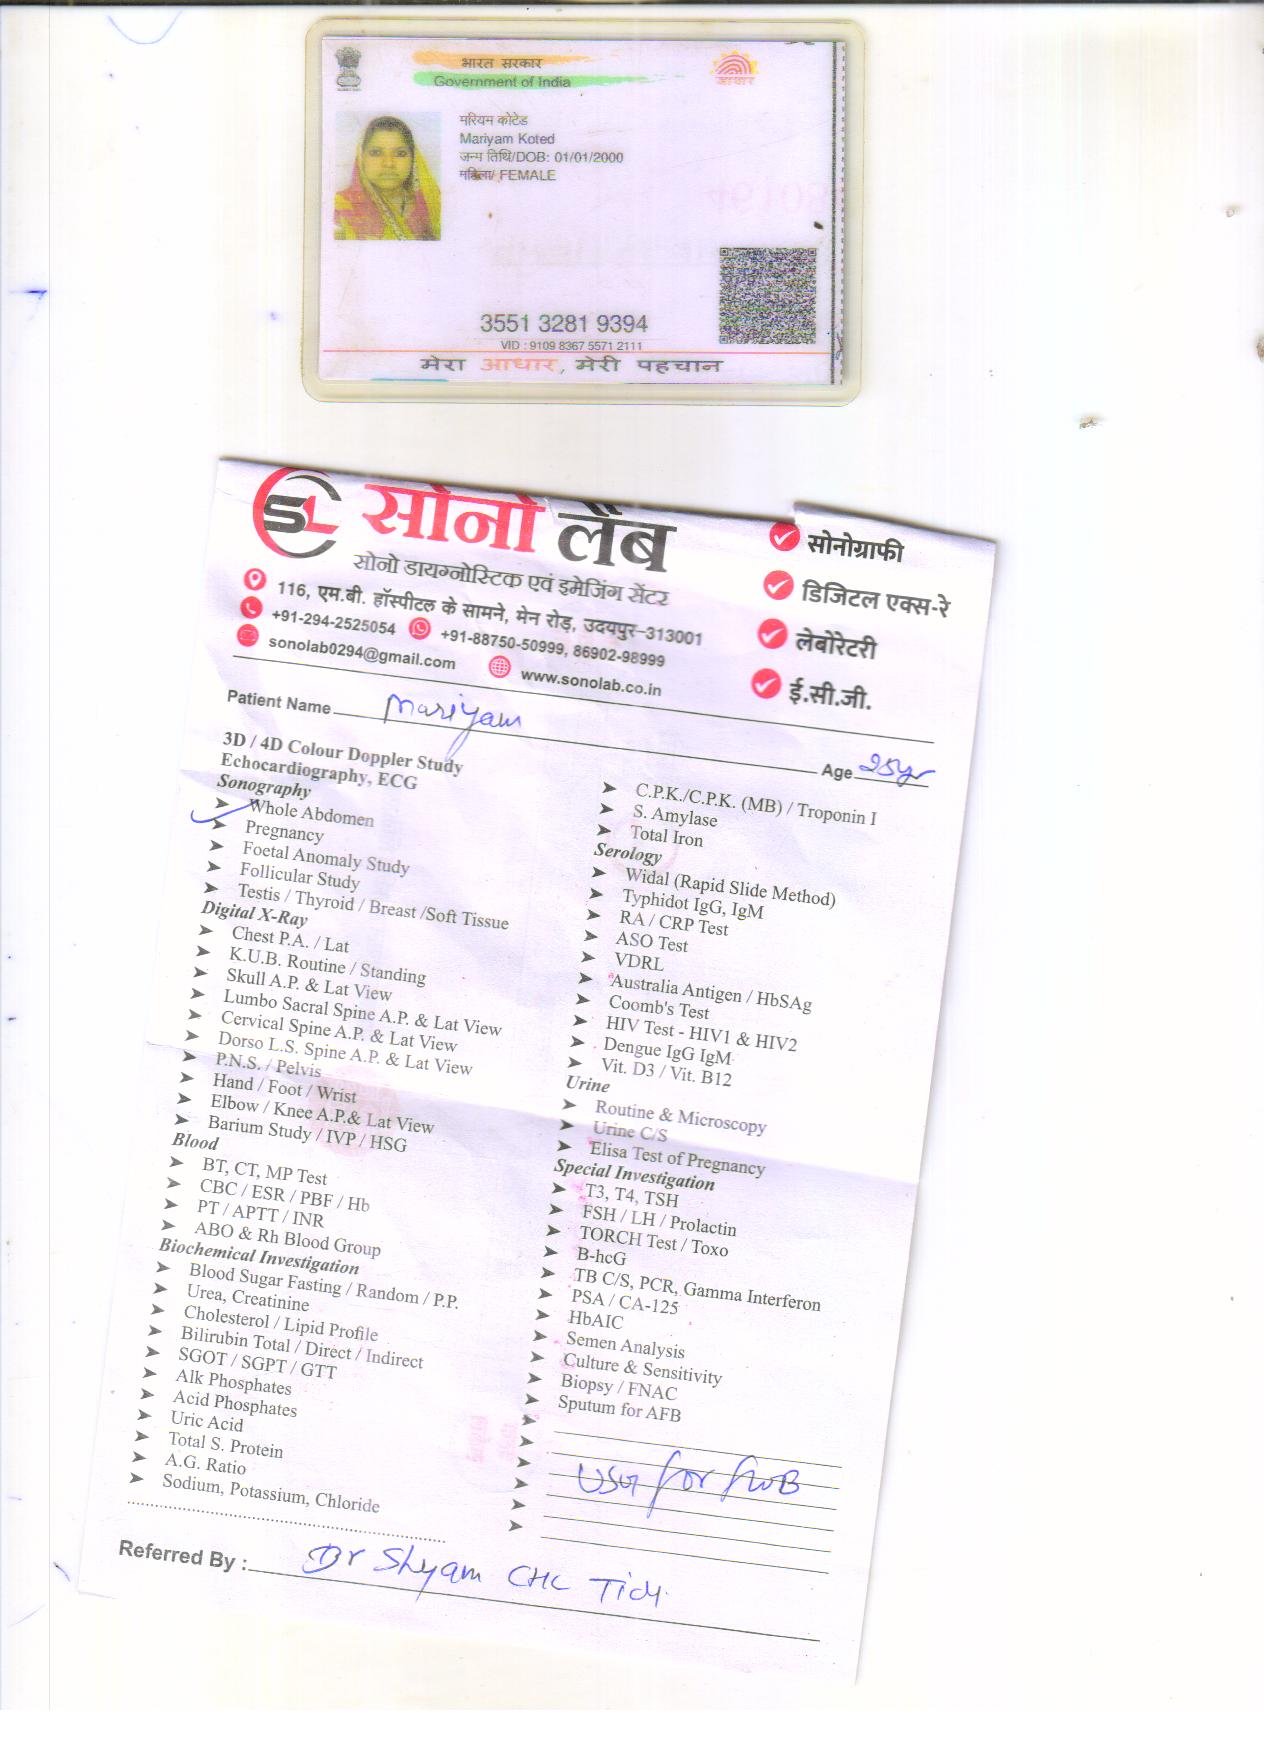 भारत सरकार
Government of India
आधार
मरियम कोटेड
Mariyam Koted
जन्म तिथि/DOB: 01/01/2000
महिला/ FEMALE
3551 3281 9394
VID : 9109 8367 5571 2111
मेरा आधार, मेरी पहचान
SL सोनो लैब
सोनो डायग्नोस्टिक एवं इमेजिंग सेंटर
116, एम.बी. हॉस्पीटल के सामने, मेन रोड़, उदयपुर-313001
+91-294-2525054 +91-88750-50999, 86902-98999
sonolab0294@gmail.com www.sonolab.co.in
सोनोग्राफी
डिजिटल एक्स-रे
लेबोरेटरी
ई.सी.जी.
Patient Name Mariyam
Age 25yr
3D / 4D Colour Doppler Study
Echocardiography, ECG
Sonography
Whole Abdomen
Pregnancy
Foetal Anomaly Study
Follicular Study
Testis / Thyroid / Breast /Soft Tissue
Digital X-Ray
Chest P.A. / Lat
K.U.B. Routine / Standing
Skull A.P. & Lat View
Lumbo Sacral Spine A.P. & Lat View
Cervical Spine A.P. & Lat View
Dorso L.S. Spine A.P. & Lat View
P.N.S. / Pelvis
Hand / Foot / Wrist
Elbow / Knee A.P.& Lat View
Barium Study / IVP / HSG
Blood
BT, CT, MP Test
CBC / ESR / PBF / Hb
PT / APTT / INR
ABO & Rh Blood Group
Biochemical Investigation
Blood Sugar Fasting / Random / P.P.
Urea, Creatinine
Cholesterol / Lipid Profile
Bilirubin Total / Direct / Indirect
SGOT / SGPT / GTT
Alk Phosphates
Acid Phosphates
Uric Acid
Total S. Protein
A.G. Ratio
Sodium, Potassium, Chloride
C.P.K./C.P.K. (MB) / Troponin I
S. Amylase
Total Iron
Serology
Widal (Rapid Slide Method)
Typhidot IgG, IgM
RA / CRP Test
ASO Test
VDRL
Australia Antigen / HbSAg
Coomb's Test
HIV Test - HIV1 & HIV2
Dengue IgG IgM
Vit. D3 / Vit. B12
Urine
Routine & Microscopy
Urine C/S
Elisa Test of Pregnancy
Special Investigation
T3, T4, TSH
FSH / LH / Prolactin
TORCH Test / Toxo
B-hcG
TB C/S, PCR, Gamma Interferon
PSA / CA-125
HbAIC
Semen Analysis
Culture & Sensitivity
Biopsy / FNAC
Sputum for AFB
USG for FWB
Referred By : Dr Shyam CHC Tidi